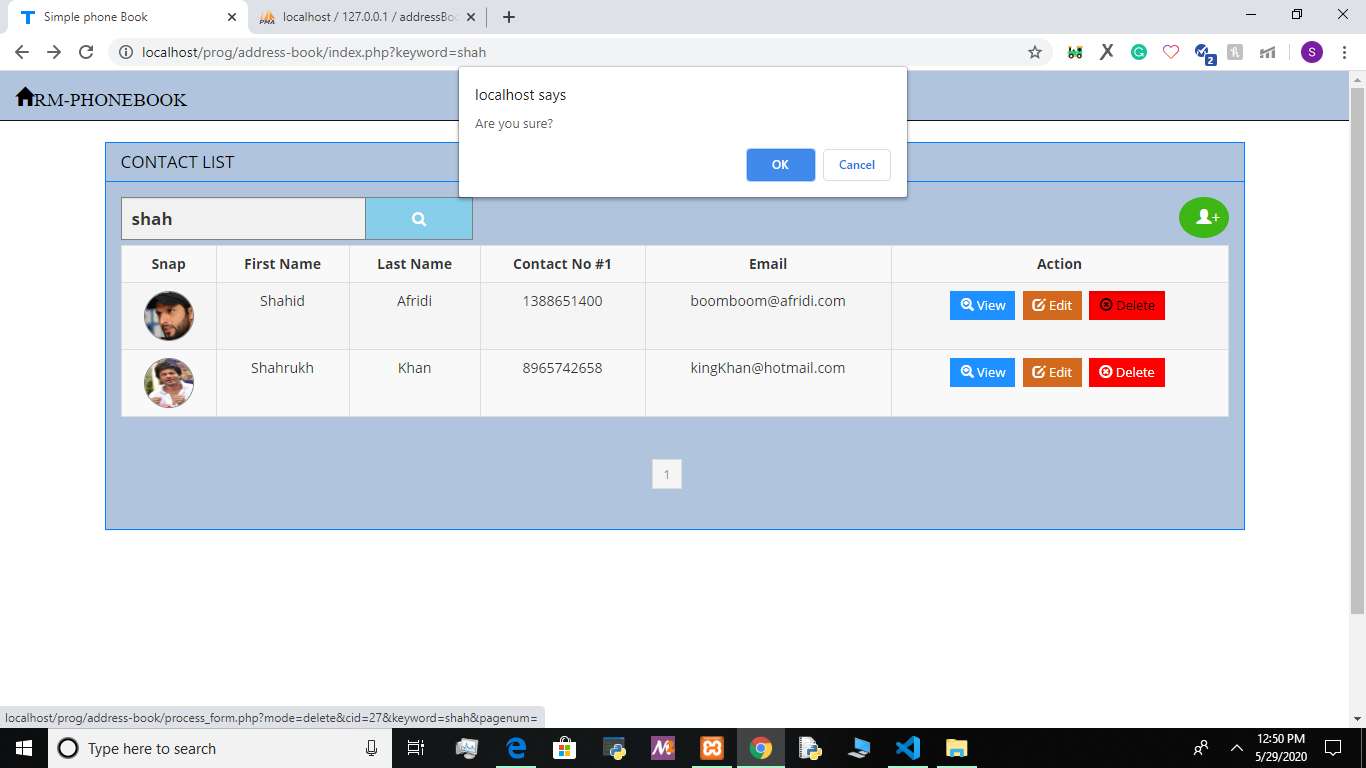 Simple phone Book
localhost / 127.0.0.1 / addressBoo
localhost/prog/address-book/index.php?keyword=shah
2
S
RM-PHONEBOOK
localhost says
Are you sure?
OK Cancel
CONTACT LIST
shah
Snap First Name Last Name Contact No #1 Email Action
Shahid Afridi 1388651400 boomboom@afridi.com View Edit Delete
Shahrukh Khan 8965742658 kingKhan@hotmail.com View Edit Delete
1
localhost/prog/address-book/process_form.php?mode=delete&cid=27&keyword=shah&pagenum=
Type here to search
12:50 PM
5/29/2020